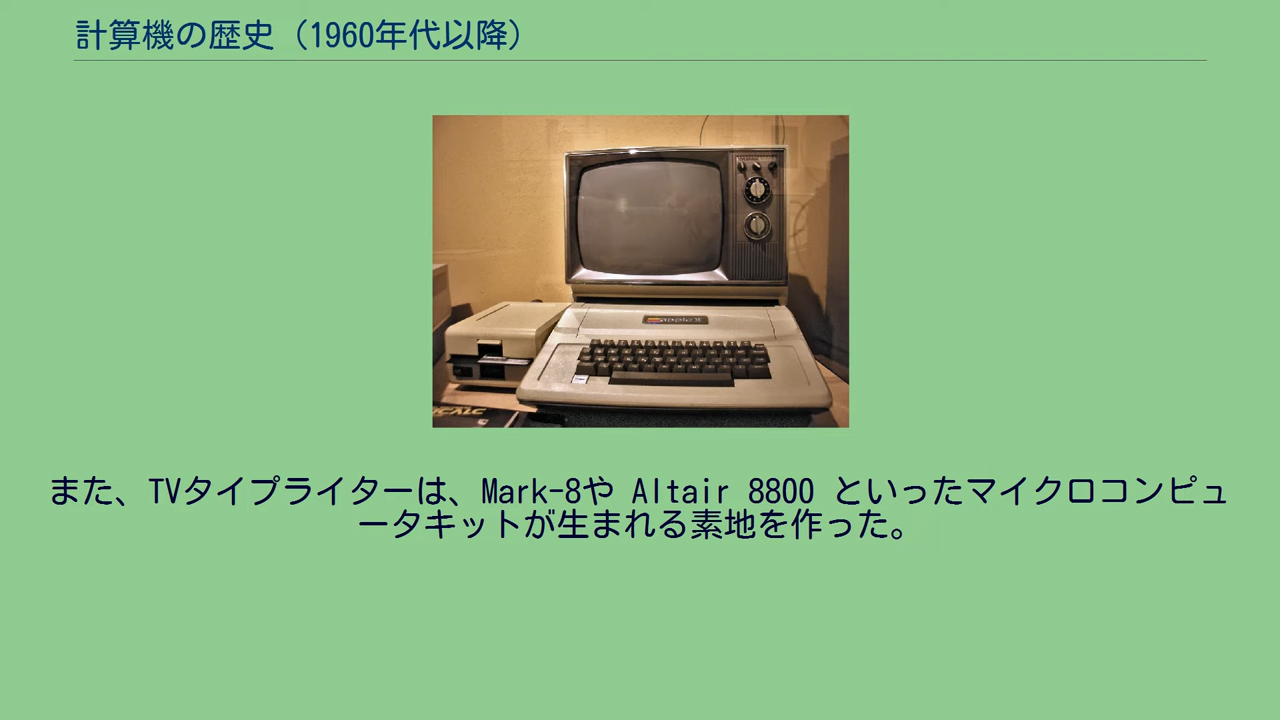 計算機の歴史（1960年代以降）
apple II
また、TVタイプライターは、Mark-8や Altair 8800 といったマイクロコンピュ
ータキットが生まれる素地を作った。